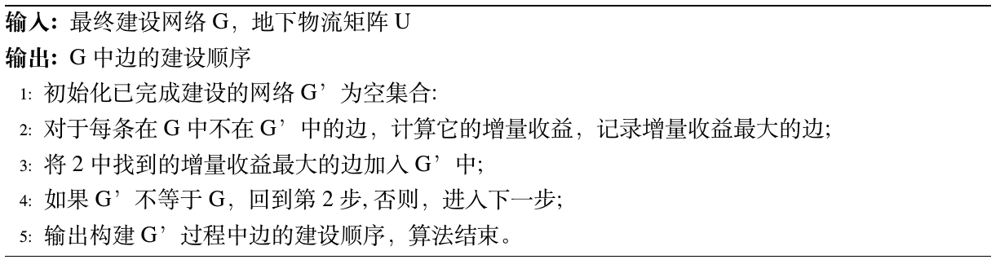 输入: 最终建设网络 G，地下物流矩阵 U
输出: G 中边的建设顺序
1: 初始化已完成建设的网络 G’为空集合:
2: 对于每条在 G 中不在 G’中的边，计算它的增量收益，记录增量收益最大的边;
3: 将 2 中找到的增量收益最大的边加入 G’中;
4: 如果 G’不等于 G，回到第 2 步, 否则，进入下一步;
5: 输出构建 G’过程中边的建设顺序，算法结束。